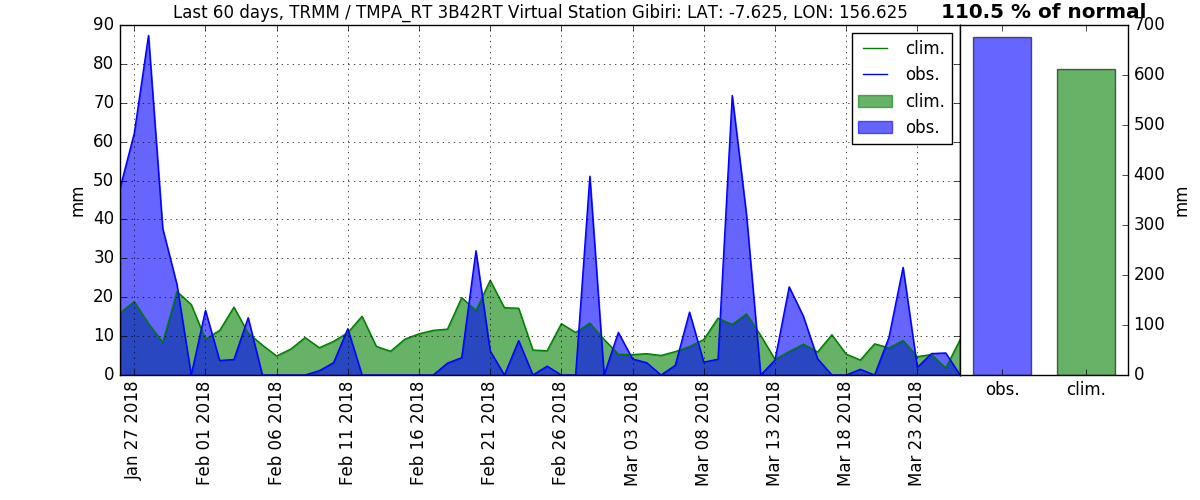 Last 60 days, TRMM / TMPA_RT 3B42RT Virtual Station Gibiri: LAT: -7.625, LON: 156.625
110.5 % of normal
90
80
70
60
50
40
30
20
10
0
mm
clim.
obs.
clim.
obs.
700
600
500
400
300
200
100
0
mm
Jan 27 2018
Feb 01 2018
Feb 06 2018
Feb 11 2018
Feb 16 2018
Feb 21 2018
Feb 26 2018
Mar 03 2018
Mar 08 2018
Mar 13 2018
Mar 18 2018
Mar 23 2018
obs.
clim.